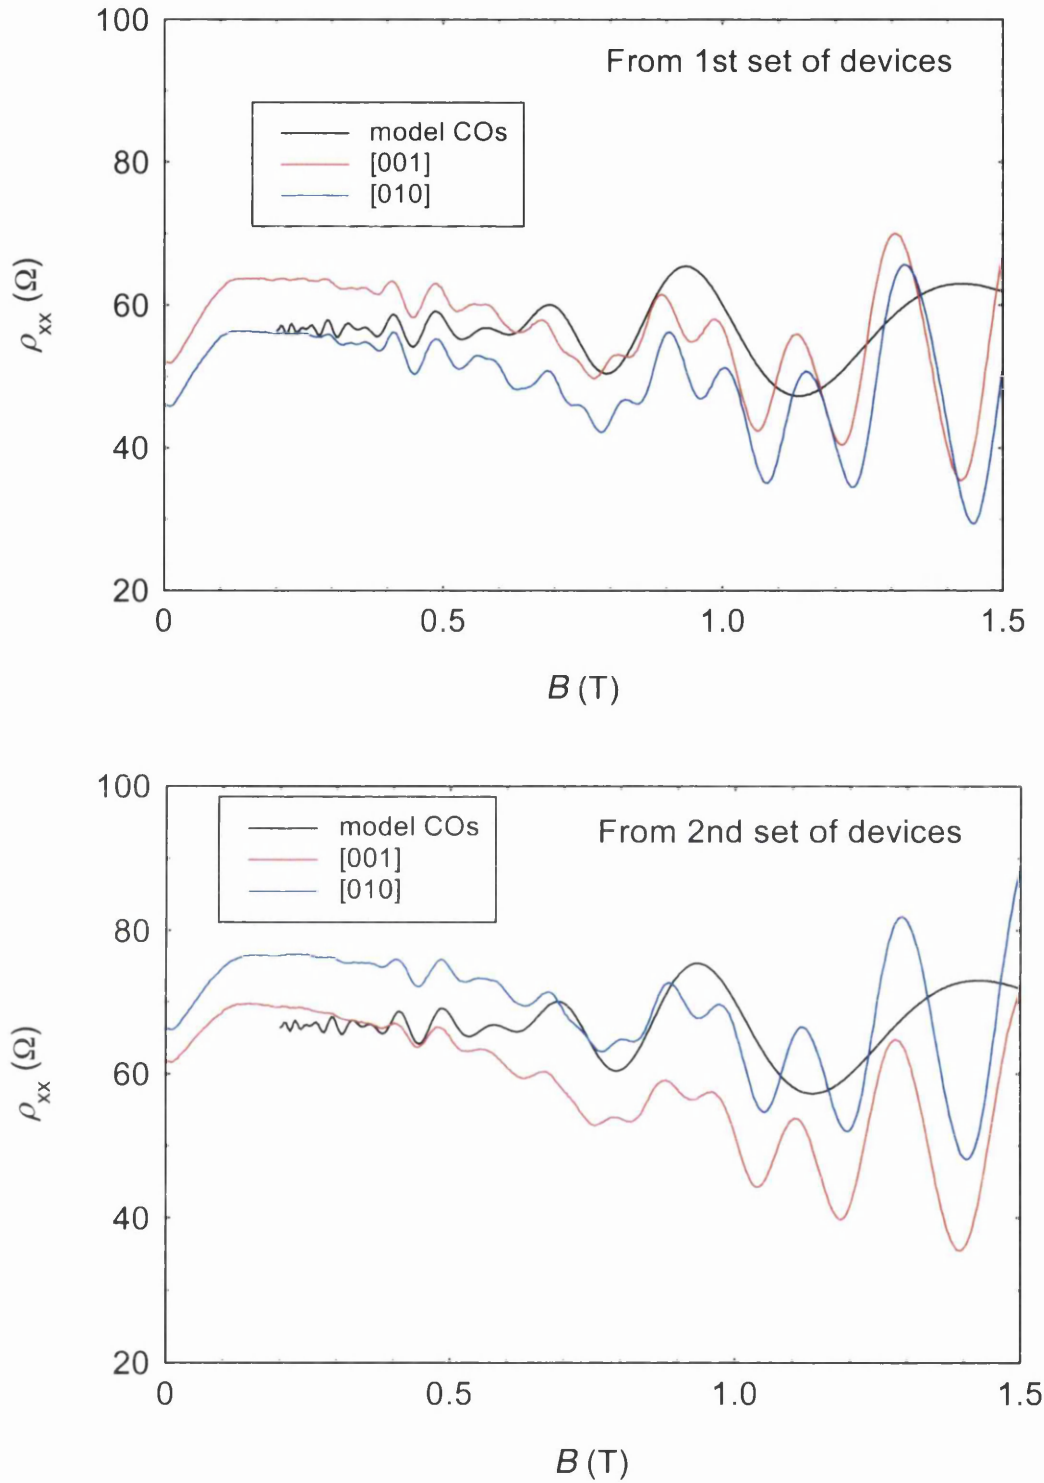 100
From 1st set of devices
model COs
[001]
[010]
80
60
40
20
ρxx (Ω)
0 0.5 1.0 1.5
B (T)
100
model COs
[001]
[010]
From 2nd set of devices
80
60
40
20
ρxx (Ω)
0 0.5 1.0 1.5
B (T)